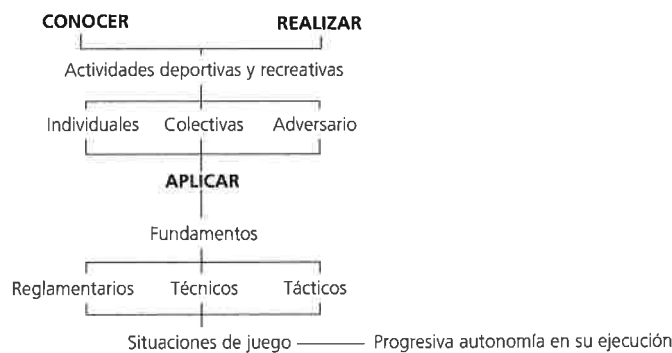 CONOCER REALIZAR
Actividades deportivas y recreativas
Individuales Colectivas Adversario
APLICAR
Fundamentos
Reglamentarios Técnicos Tácticos
Situaciones de juego Progresiva autonomía en su ejecución